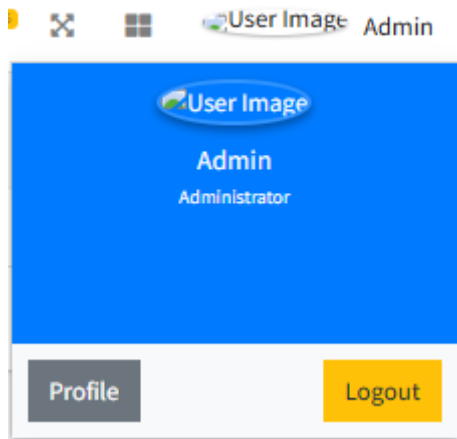 User Image Admin
User Image
Admin
Administrator
Profile Logout